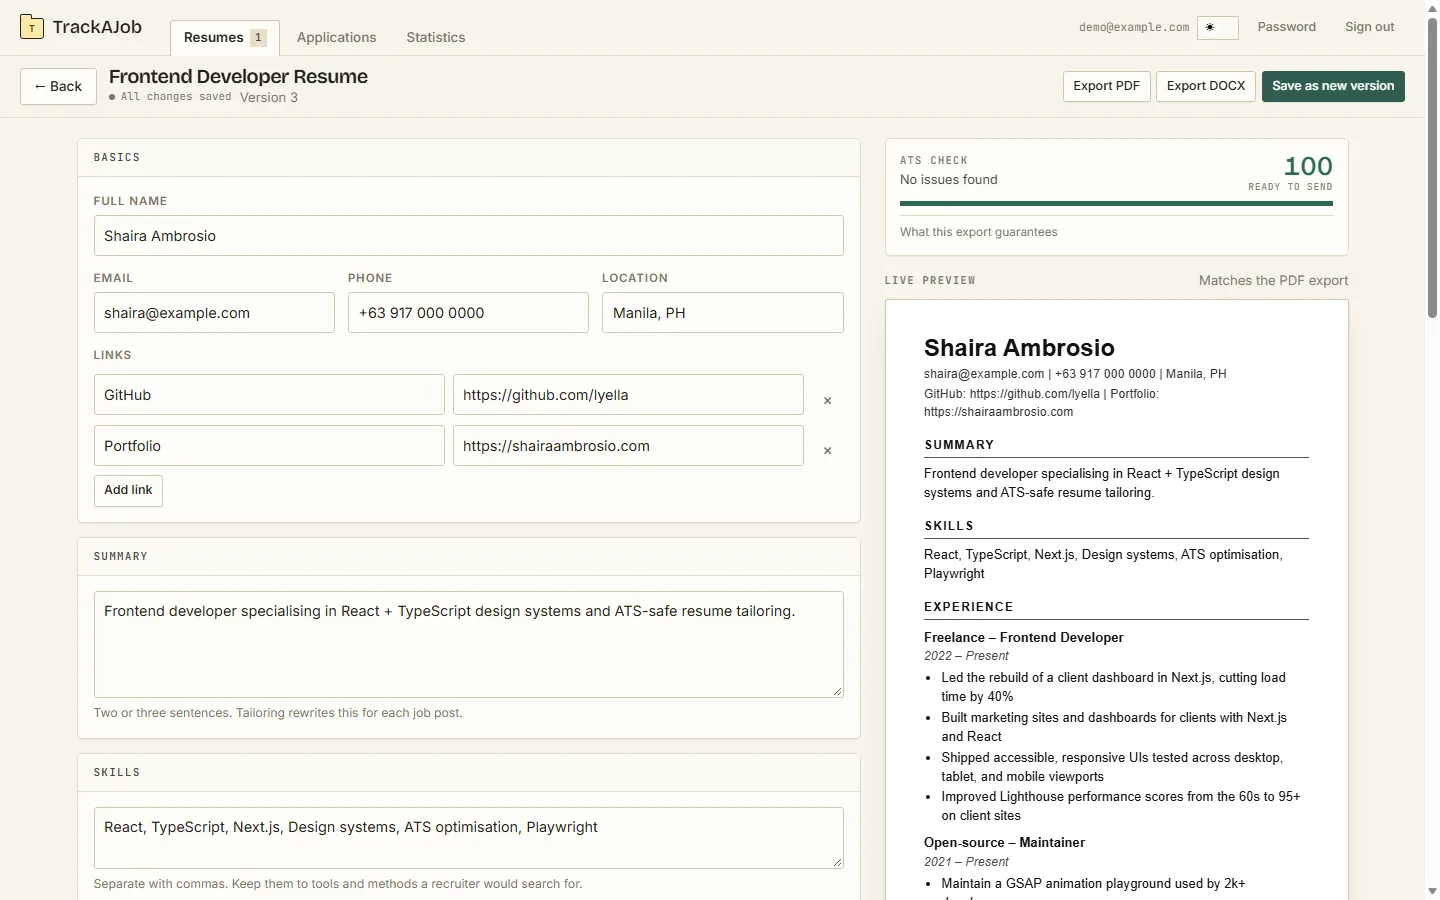 T TrackAJob
Resumes 1 Applications Statistics
demo@example.com Password Sign out
← Back
Frontend Developer Resume
All changes saved Version 3
Export PDF Export DOCX Save as new version
BASICS
FULL NAME
Shaira Ambrosio
EMAIL PHONE LOCATION
shaira@example.com +63 917 000 0000 Manila, PH
LINKS
GitHub https://github.com/lyella ×
Portfolio https://shairaambrosio.com ×
Add link
SUMMARY
Frontend developer specialising in React + TypeScript design systems and ATS-safe resume tailoring.
Two or three sentences. Tailoring rewrites this for each job post.
SKILLS
React, TypeScript, Next.js, Design systems, ATS optimisation, Playwright
Separate with commas. Keep them to tools and methods a recruiter would search for.
ATS CHECK
No issues found
100
READY TO SEND
What this export guarantees
LIVE PREVIEW Matches the PDF export
Shaira Ambrosio
shaira@example.com | +63 917 000 0000 | Manila, PH
GitHub: https://github.com/lyella | Portfolio:
https://shairaambrosio.com
SUMMARY
Frontend developer specialising in React + TypeScript design
systems and ATS-safe resume tailoring.
SKILLS
React, TypeScript, Next.js, Design systems, ATS optimisation,
Playwright
EXPERIENCE
Freelance – Frontend Developer
2022 – Present
• Led the rebuild of a client dashboard in Next.js, cutting load
time by 40%
• Built marketing sites and dashboards for clients with Next.js
and React
• Shipped accessible, responsive UIs tested across desktop,
tablet, and mobile viewports
• Improved Lighthouse performance scores from the 60s to 95+
on client sites
Open-source – Maintainer
2021 – Present
• Maintain a GSAP animation playground used by 2k+